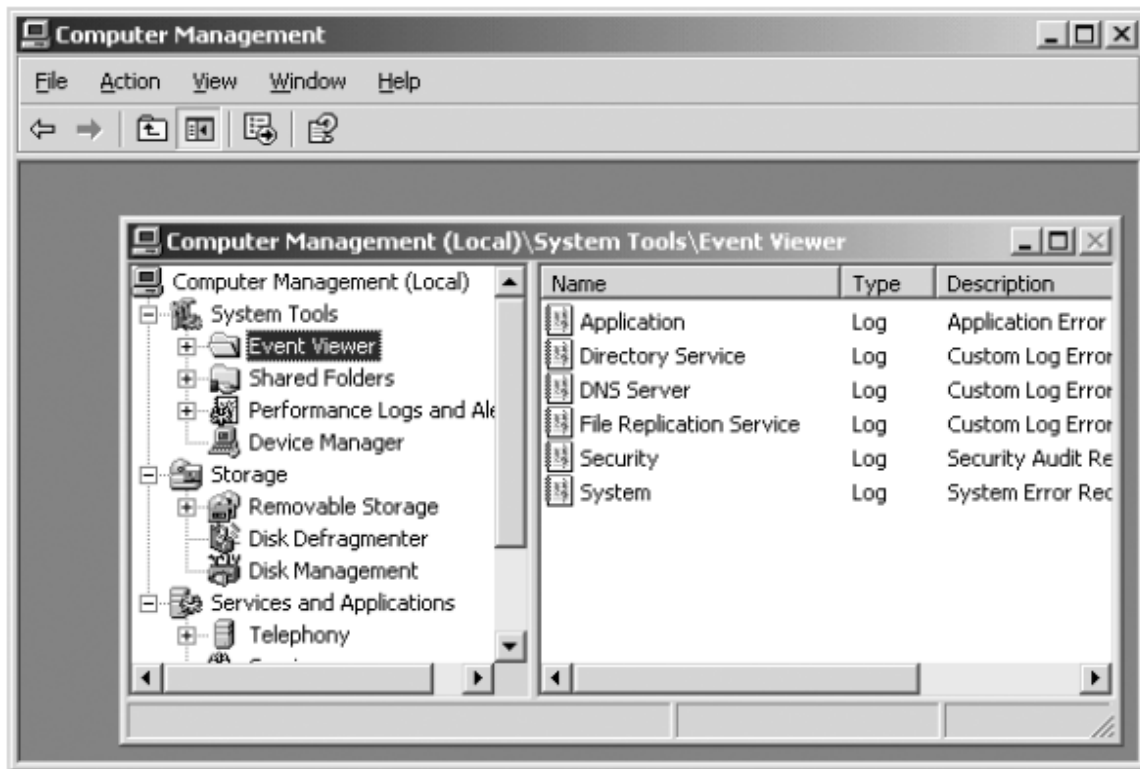 Computer Management
File Action View Window Help
Computer Management (Local)\System Tools\Event Viewer
Computer Management (Local)
System Tools
Event Viewer
Shared Folders
Performance Logs and Ale
Device Manager
Storage
Removable Storage
Disk Defragmenter
Disk Management
Services and Applications
Telephony
Name Type Description
Application Log Application Error
Directory Service Log Custom Log Error
DNS Server Log Custom Log Error
File Replication Service Log Custom Log Error
Security Log Security Audit Re
System Log System Error Rec